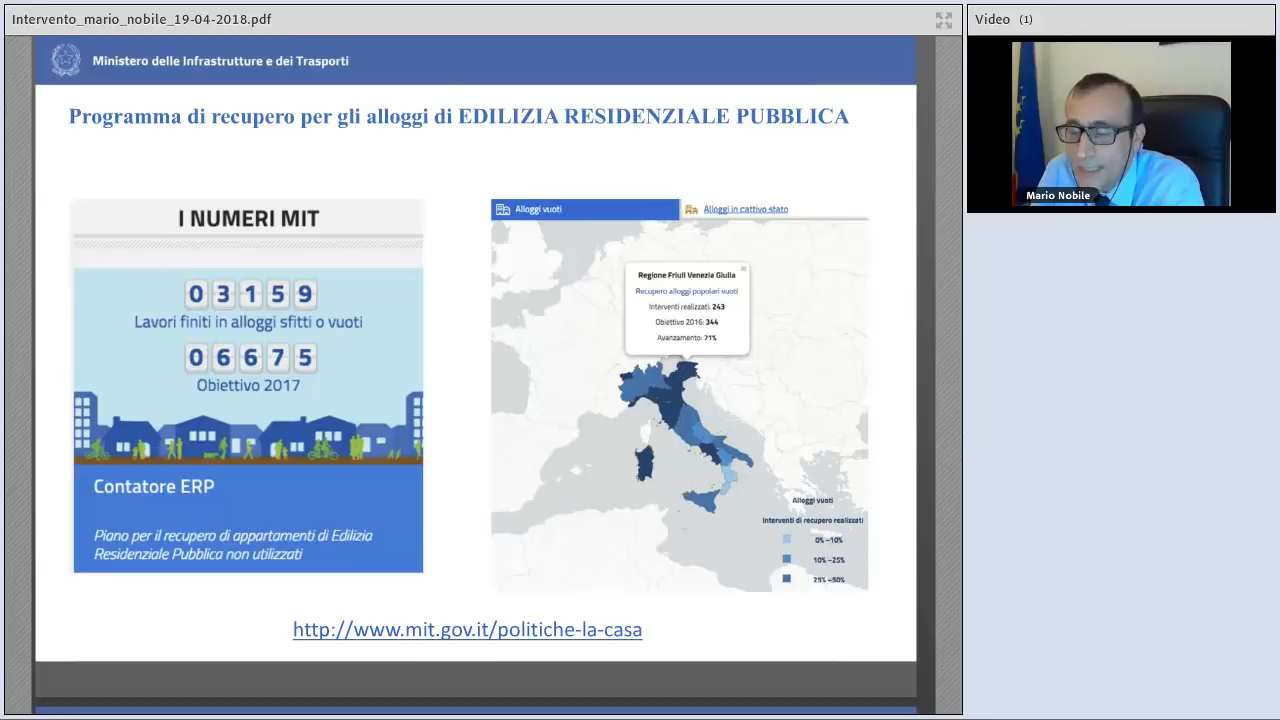 Intervento_mario_nobile_19-04-2018.pdf
Video (1)
Ministero delle Infrastrutture e dei Trasporti
Mario Nobile
Programma di recupero per gli alloggi di EDILIZIA RESIDENZIALE PUBBLICA
I NUMERI MIT
03159
Lavori finiti in alloggi sfitti o vuoti
06675
Obiettivo 2017
Contatore ERP
Piano per il recupero di appartamenti di Edilizia
Residenziale Pubblica non utilizzati
Alloggi vuoti
Alloggi in cattivo stato
Regione Friuli Venezia Giulia
Recupero alloggi popolari vuoti
Interventi realizzati: 243
Obiettivo 2016: 344
Avanzamento: 71%
Alloggi vuoti
Interventi di recupero realizzati
0% -10%
10% -25%
25% -50%
http://www.mit.gov.it/politiche-la-casa